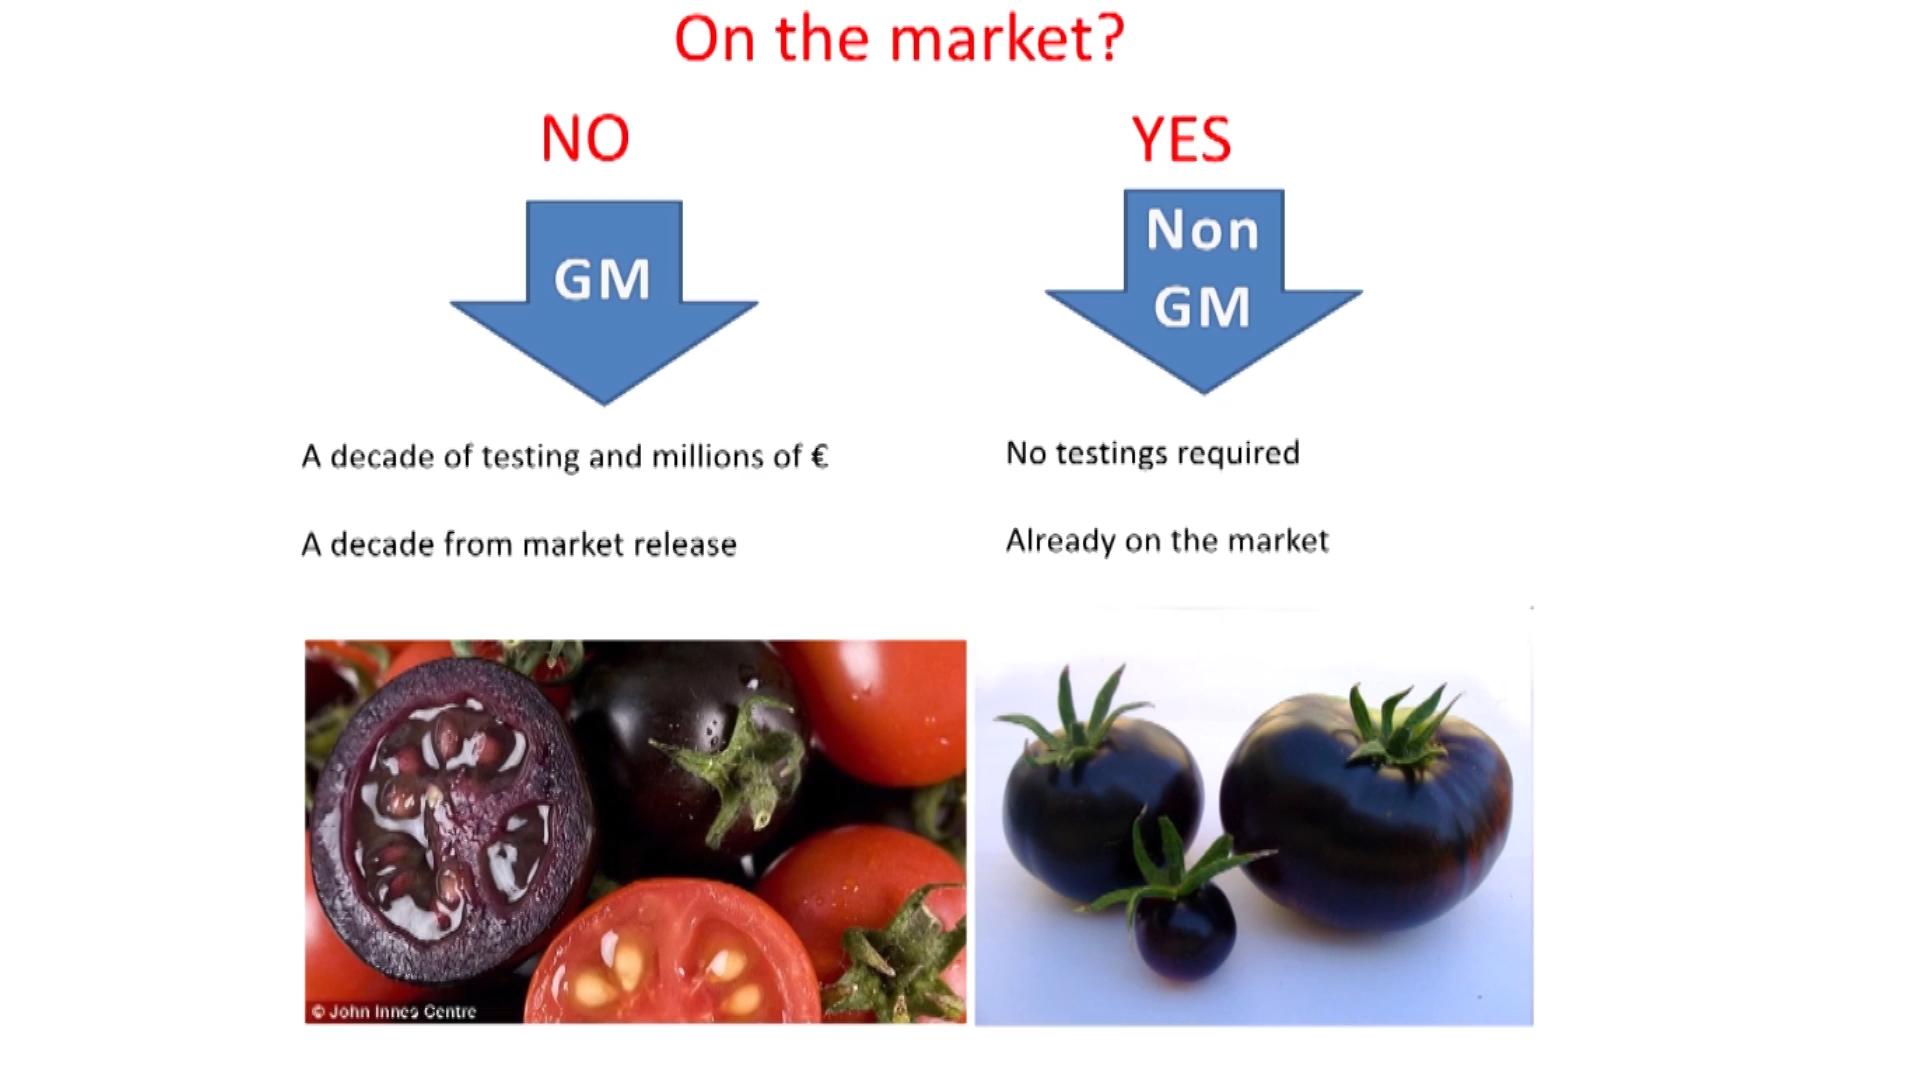 On the market?
NO
YES
GM
Non
GM
A decade of testing and millions of €
A decade from market release
No testings required
Already on the market
© John Innes Centre